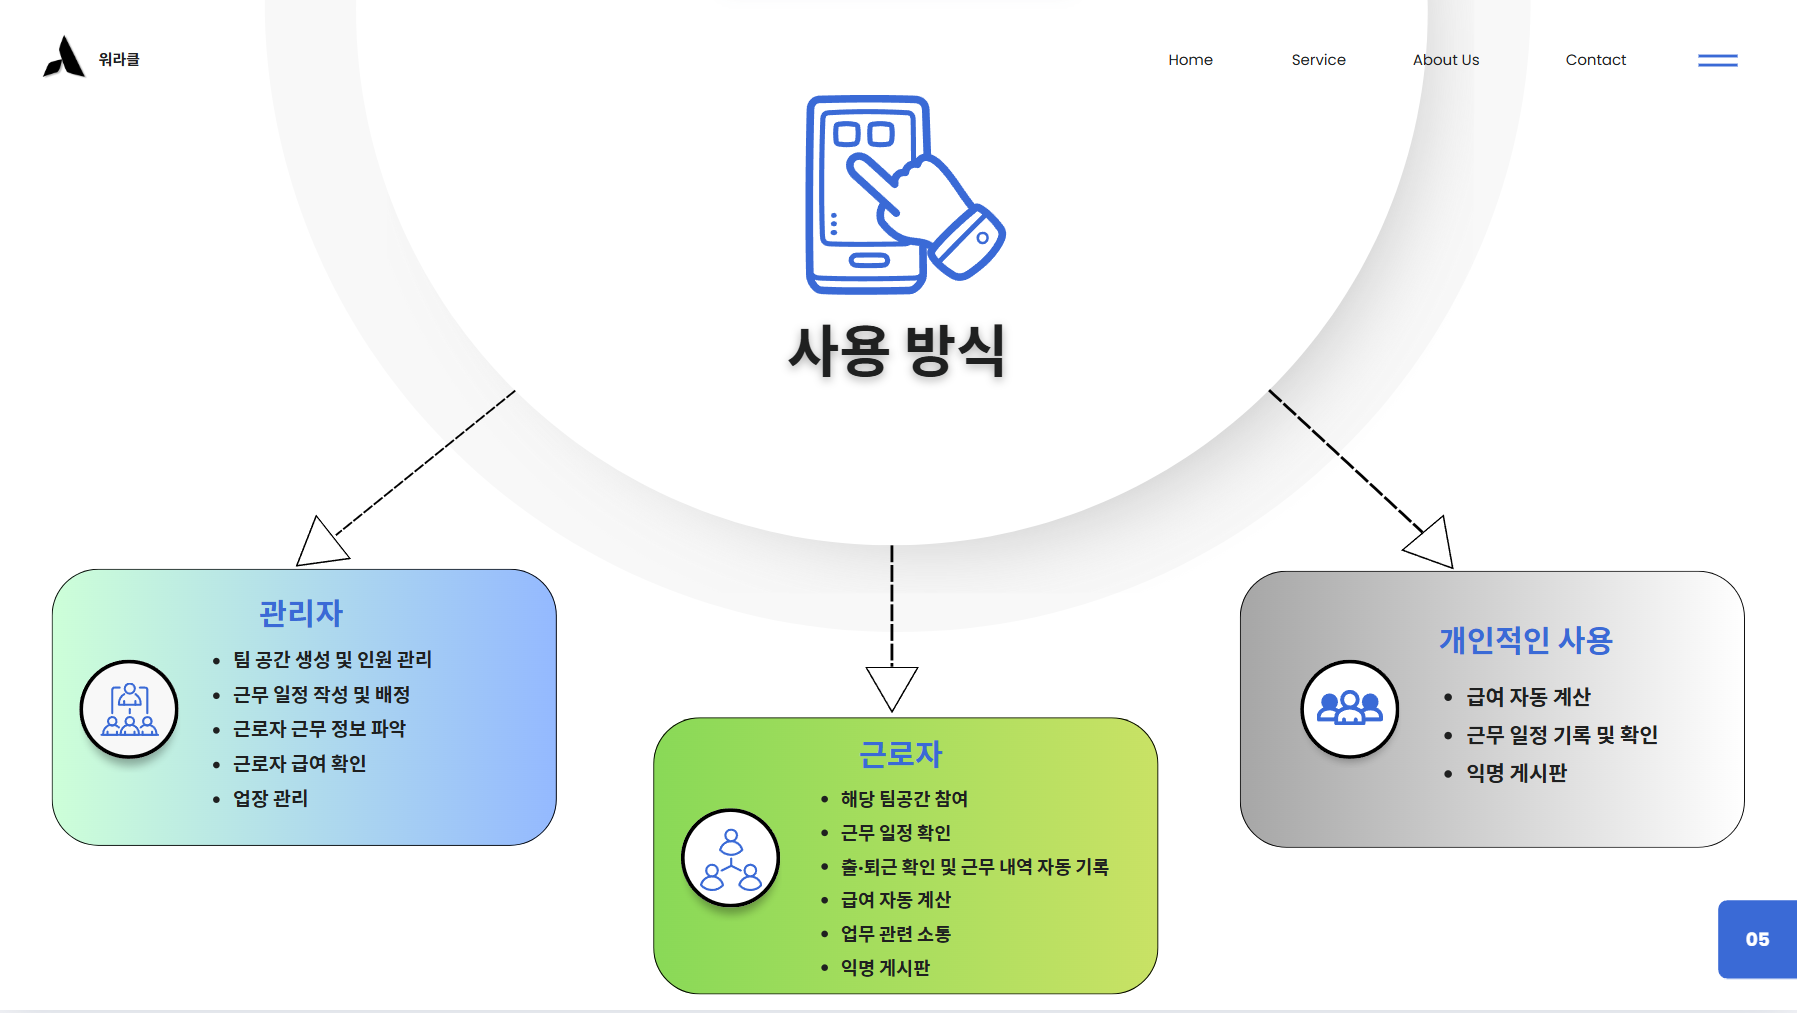 워라클
Home
Service
About Us
Contact
사용 방식
관리자
• 팀 공간 생성 및 인원 관리
• 근무 일정 작성 및 배정
• 근로자 근무 정보 파악
• 근로자 급여 확인
• 업장 관리
근로자
• 해당 팀공간 참여
• 근무 일정 확인
• 출·퇴근 확인 및 근무 내역 자동 기록
• 급여 자동 계산
• 업무 관련 소통
• 익명 게시판
개인적인 사용
• 급여 자동 계산
• 근무 일정 기록 및 확인
• 익명 게시판
05